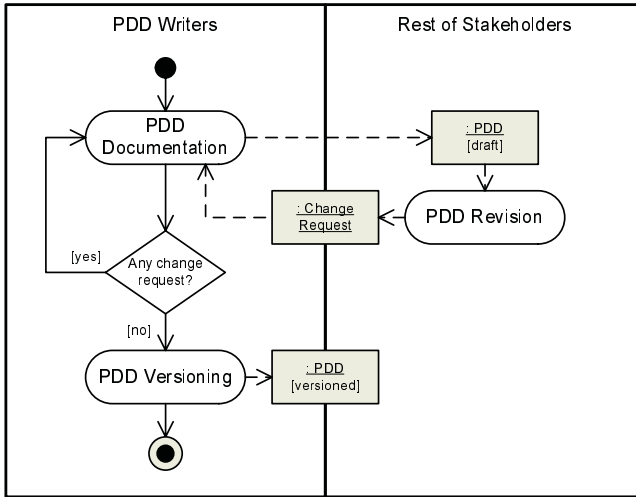 PDD Writers
Rest of Stakeholders
PDD
Documentation
: PDD
[draft]
: Change
Request
PDD Revision
[yes]
Any change
request?
[no]
PDD Versioning
: PDD
[versioned]